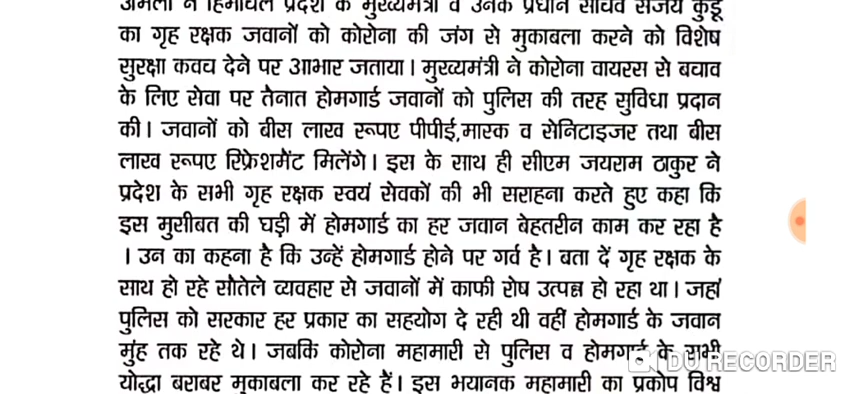 अमला ने हिमाचल प्रदेश के मुख्यमंत्री व उनके प्रधान सचिव संजय कुंडू
का गृह रक्षक जवानों को कोरोना की जंग से मुकाबला करने को विशेष
सुरक्षा कवच देने पर आभार जताया। मुख्यमंत्री ने कोरोना वायरस से बचाव
के लिए सेवा पर तैनात होमगार्ड जवानों को पुलिस की तरह सुविधा प्रदान
की। जवानों को बीस लाख रूपए पीपीई,मास्क व सेनिटाइजर तथा बीस
लाख रूपए रिफ्रेशमैंट मिलेंगे। इस के साथ ही सीएम जयराम ठाकुर ने
प्रदेश के सभी गृह रक्षक स्वयं सेवकों की भी सराहना करते हुए कहा कि
इस मुसीबत की घड़ी में होमगार्ड का हर जवान बेहतरीन काम कर रहा है
। उन का कहना है कि उन्हें होमगार्ड होने पर गर्व है। बता दें गृह रक्षक के
साथ हो रहे सौतेले व्यवहार से जवानों में काफी रोष उत्पन्न हो रहा था। जहां
पुलिस को सरकार हर प्रकार का सहयोग दे रही थी वहीं होमगार्ड के जवान
मुंह तक रहे थे। जबकि कोरोना महामारी से पुलिस व होमगार्ड के सभी
DU RECORDER
योद्धा बराबर मुकाबला कर रहे हैं। इस भयानक महामारी का प्रकोप विश्व